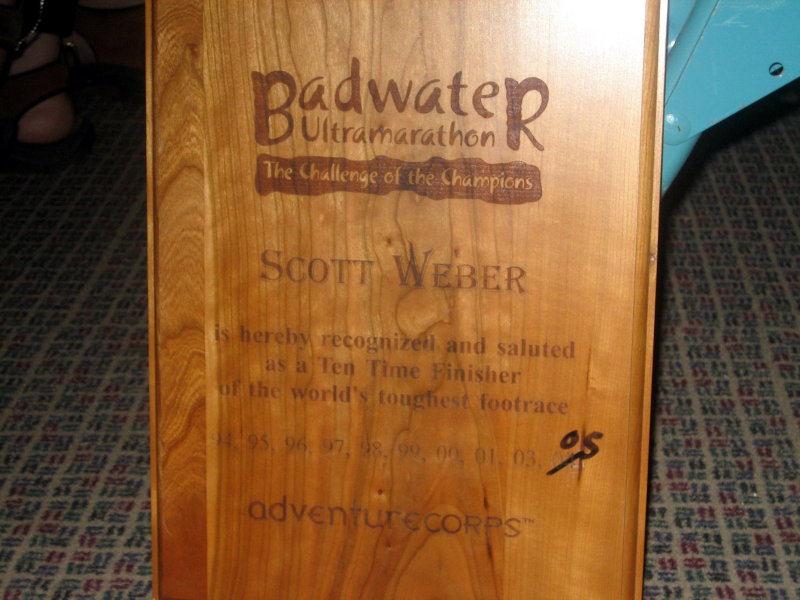 Badwater
Ultramarathon
The Challenge of the Champions
SCOTT WEBER
is hereby recognized and saluted
as a Ten Time Finisher
of the world's toughest footrace
94, 95, 96, 97, 98, 99, 00, 01, 03, 05
adventurecorps™